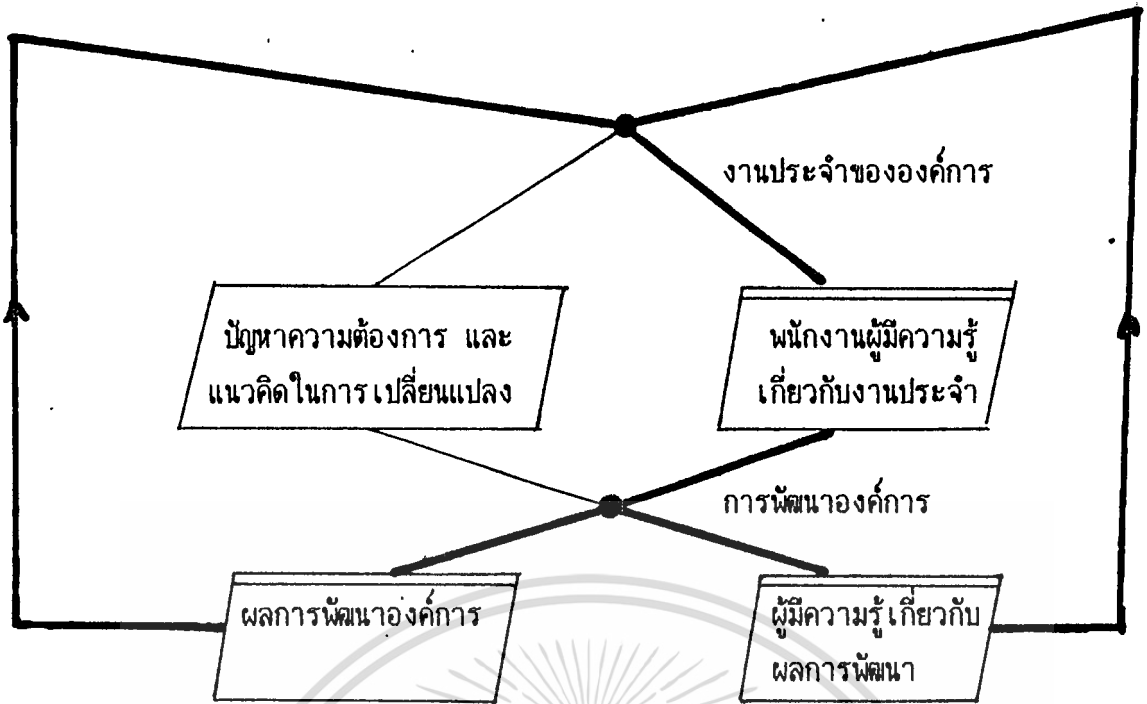 งานประจำขององค์การ
ปัญหาความต้องการ และ
แนวคิดในการเปลี่ยนแปลง
พนักงานผู้มีความรู้
เกี่ยวกับงานประจำ
การพัฒนาองค์การ
ผลการพัฒนาองค์การ
ผู้มีความรู้เกี่ยวกับ
ผลการพัฒนา